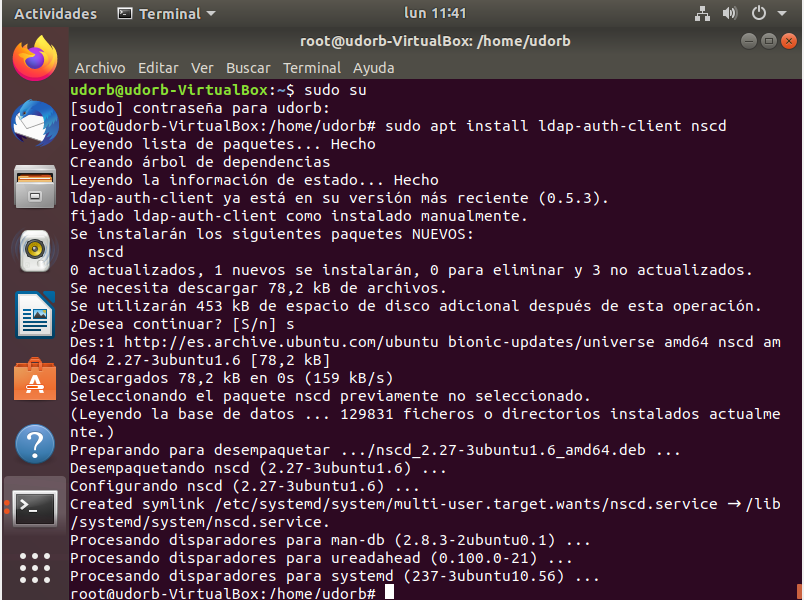 Actividades Terminal lun 11:41
root@udorb-VirtualBox: /home/udorb
Archivo Editar Ver Buscar Terminal Ayuda
udorb@udorb-VirtualBox:~$ sudo su
[sudo] contraseña para udorb:
root@udorb-VirtualBox:/home/udorb# sudo apt install ldap-auth-client nscd
Leyendo lista de paquetes... Hecho
Creando árbol de dependencias
Leyendo la información de estado... Hecho
ldap-auth-client ya está en su versión más reciente (0.5.3).
fijado ldap-auth-client como instalado manualmente.
Se instalarán los siguientes paquetes NUEVOS:
  nscd
0 actualizados, 1 nuevos se instalarán, 0 para eliminar y 3 no actualizados.
Se necesita descargar 78,2 kB de archivos.
Se utilizarán 453 kB de espacio de disco adicional después de esta operación.
¿Desea continuar? [S/n] s
Des:1 http://es.archive.ubuntu.com/ubuntu bionic-updates/universe amd64 nscd am
d64 2.27-3ubuntu1.6 [78,2 kB]
Descargados 78,2 kB en 0s (159 kB/s)
Seleccionando el paquete nscd previamente no seleccionado.
(Leyendo la base de datos ... 129831 ficheros o directorios instalados actualme
nte.)
Preparando para desempaquetar .../nscd_2.27-3ubuntu1.6_amd64.deb ...
Desempaquetando nscd (2.27-3ubuntu1.6) ...
Configurando nscd (2.27-3ubuntu1.6) ...
Created symlink /etc/systemd/system/multi-user.target.wants/nscd.service → /lib
/systemd/system/nscd.service.
Procesando disparadores para man-db (2.8.3-2ubuntu0.1) ...
Procesando disparadores para ureadahead (0.100.0-21) ...
Procesando disparadores para systemd (237-3ubuntu10.56) ...
root@udorb-VirtualBox:/home/udorb#